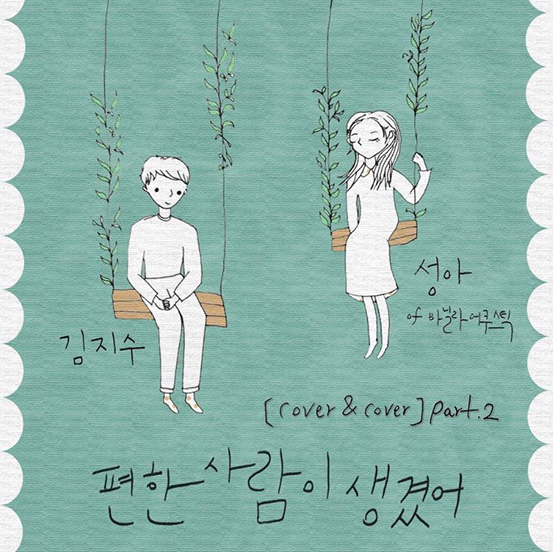 성아
of 바닐라어쿠스틱
김지수
[cover & cover] part.2
편한 사람이 생겼어